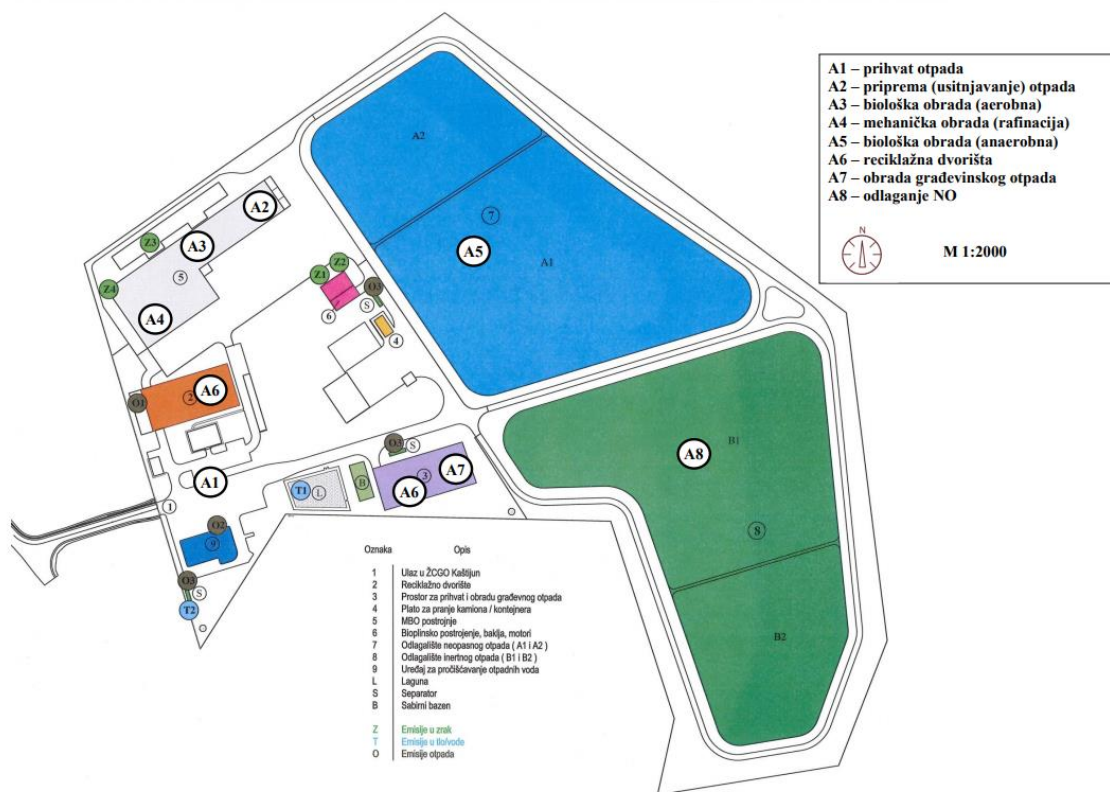 A1 – prihvat otpada
A2 – priprema (usitnjavanje) otpada
A3 – biološka obrada (aerobna)
A4 – mehanička obrada (rafinacija)
A5 – biološka obrada (anaerobna)
A6 – reciklažna dvorišta
A7 – obrada građevinskog otpada
A8 – odlaganje NO
N
M 1:2000
A2
7
A5
A1
A2
Z3
A3
5
Z4
A4
Z2
Z1
O3
S
6
4
A6
2
O1
B1
A8
8
B2
O3
S
A7
3
A6
B
T1
L
A1
1
O2
9
O3
S
T2
Oznaka Opis
1 Ulaz u ŽCGO Kaštijun
2 Reciklažno dvorište
3 Prostor za prihvat i obradu građevnog otpada
4 Plato za pranje kamiona / kontejnera
5 MBO postrojnje
6 Bioplinsko postrojenje, baklja, motori
7 Odlagalište neopasnog otpada ( A1 i A2 )
8 Odlagalište inertnog otpada ( B1 i B2 )
9 Uređaj za pročišćavanje otpadnih voda
L Laguna
S Separator
B Sabirni bazen
Z Emisije u zrak
T Emisije u tlo/vode
O Emisije otpada